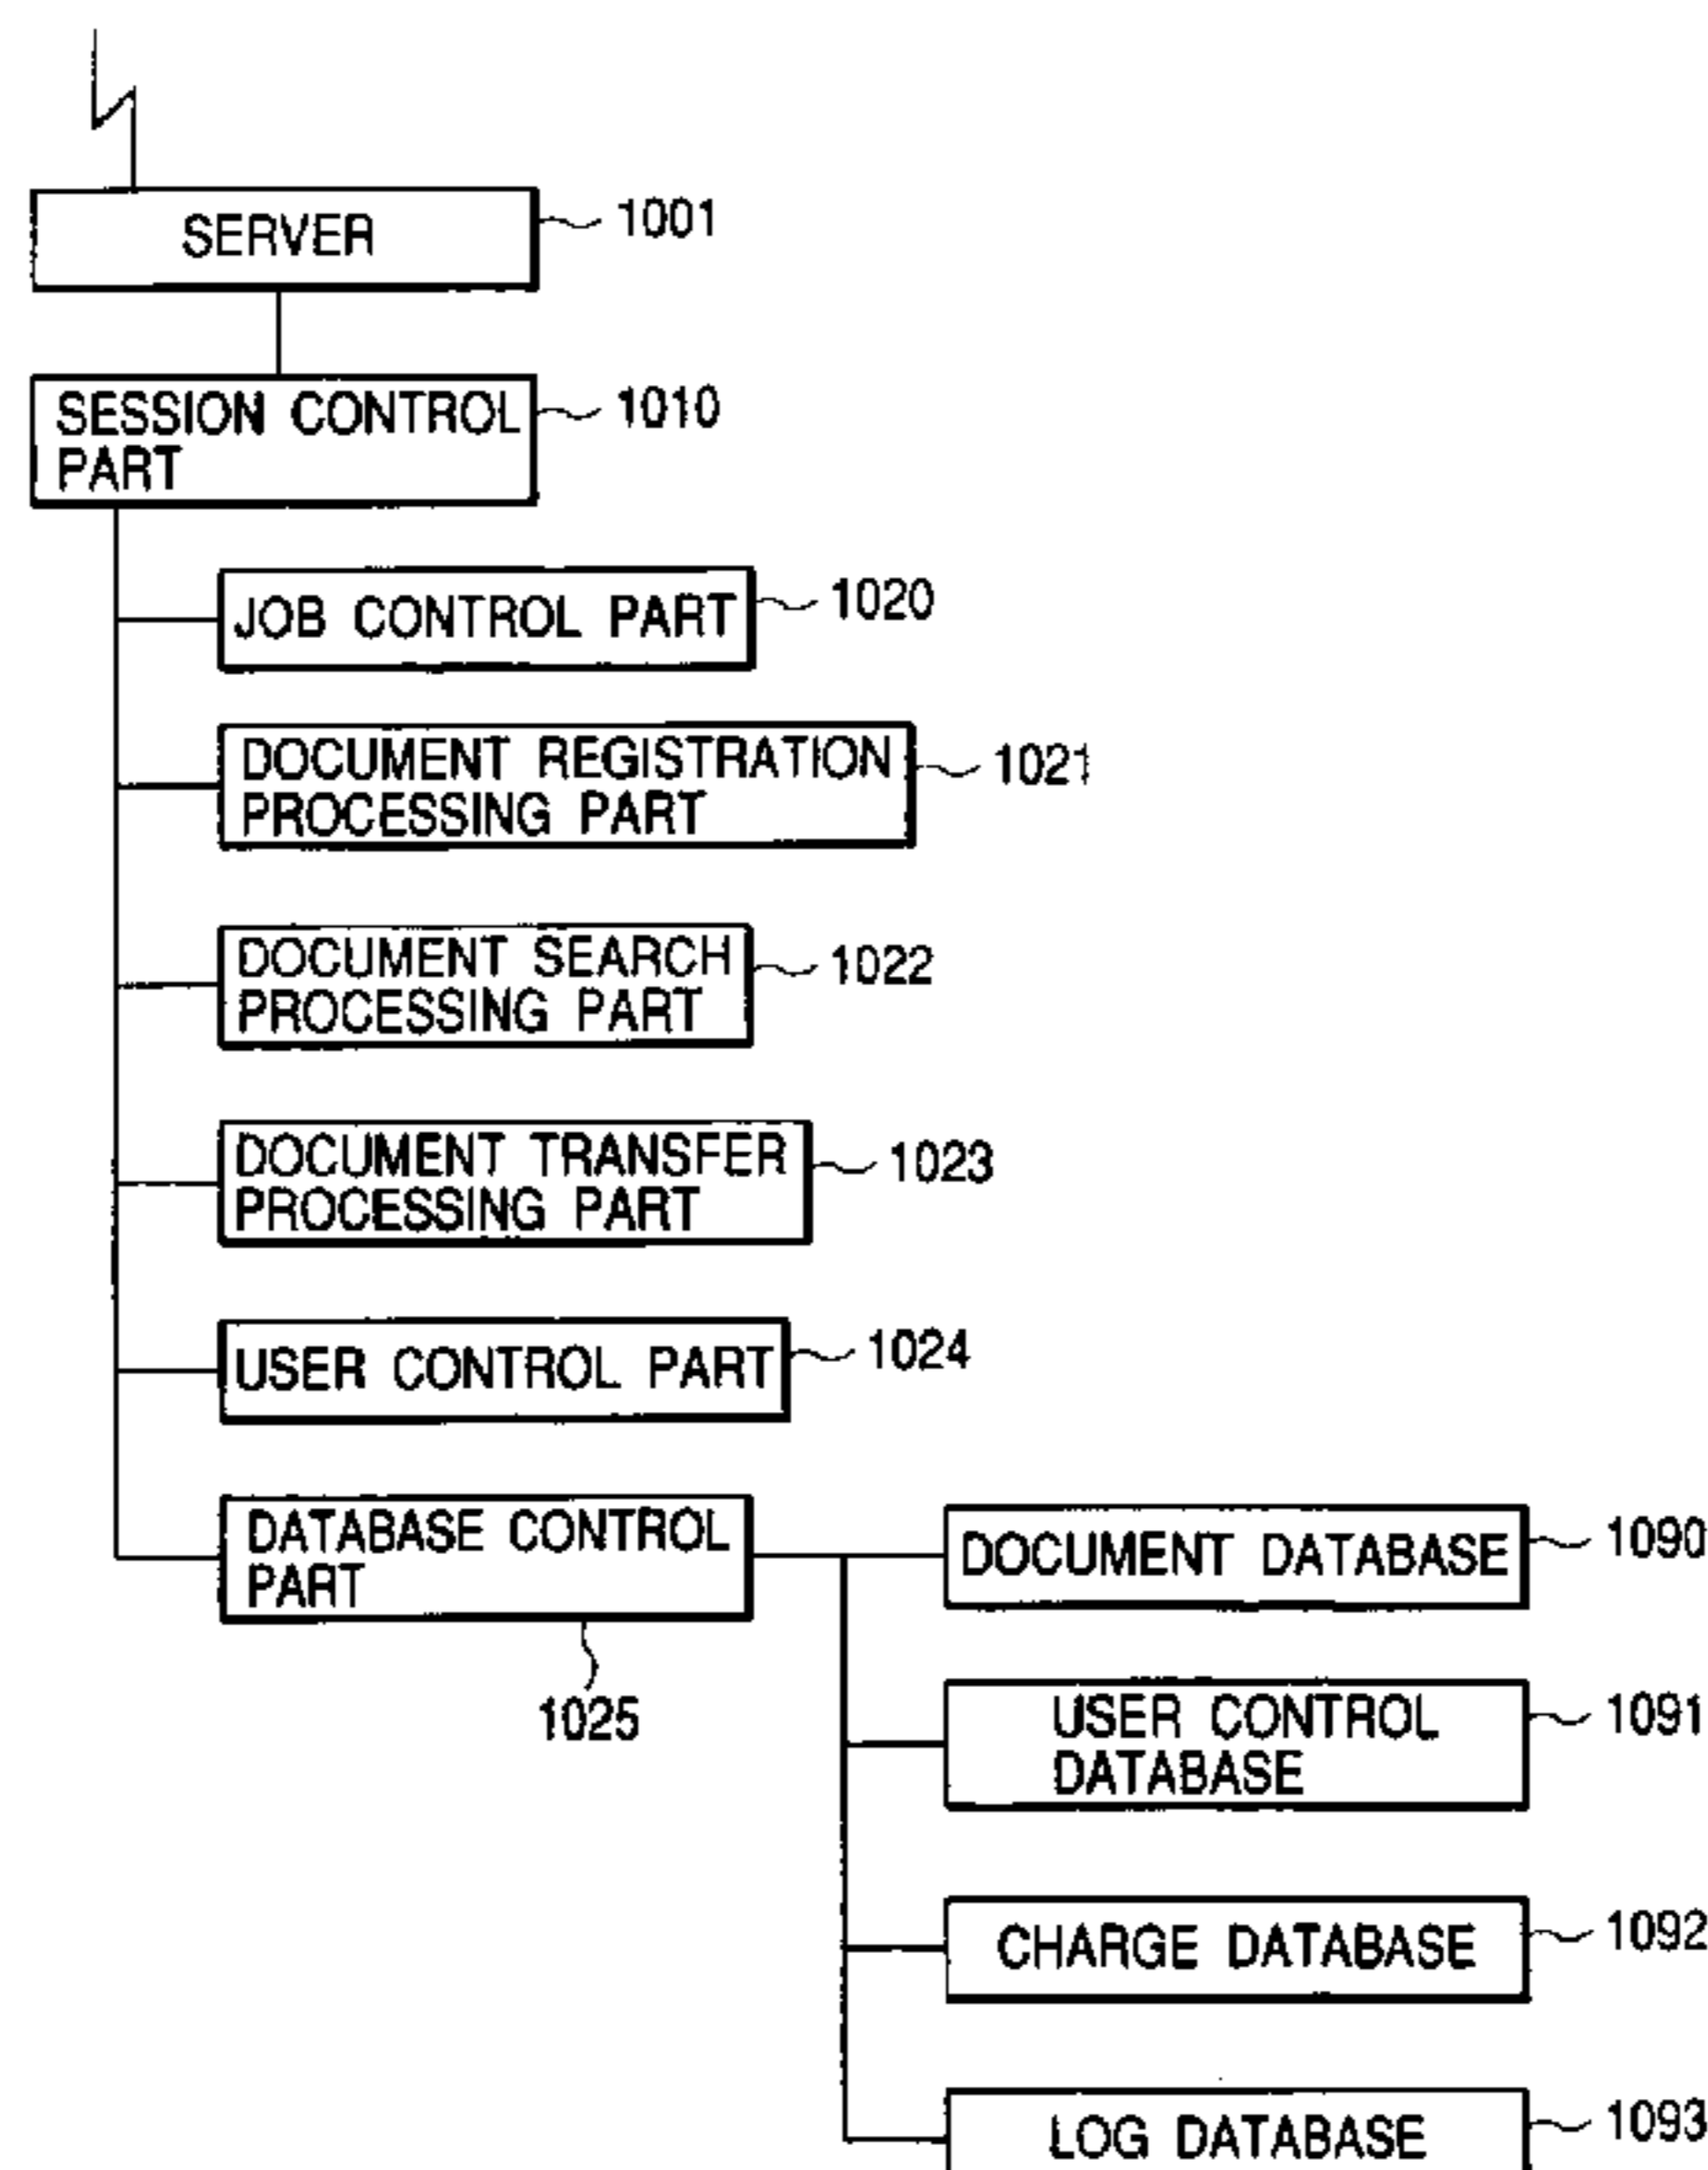 SERVER
1001
SESSION CONTROL
PART
1010
JOB CONTROL PART
1020
DOCUMENT REGISTRATION
PROCESSING PART
1021
DOCUMENT SEARCH
PROCESSING PART
1022
DOCUMENT TRANSFER
PROCESSING PART
1023
USER CONTROL PART
1024
DATABASE CONTROL
PART
1025
DOCUMENT DATABASE
1090
USER CONTROL
DATABASE
1091
CHARGE DATABASE
1092
LOG DATABASE
1093